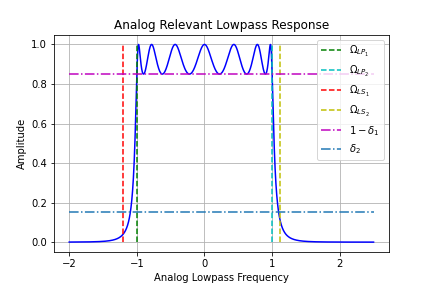 Analog Relevant Lowpass Response
Amplitude
1.0
0.8
0.6
0.4
0.2
0.0
−2
−1
0
1
2
Analog Lowpass Frequency
Ω_{LP_1}
Ω_{LP_2}
Ω_{LS_1}
Ω_{LS_2}
1 − δ_1
δ_2